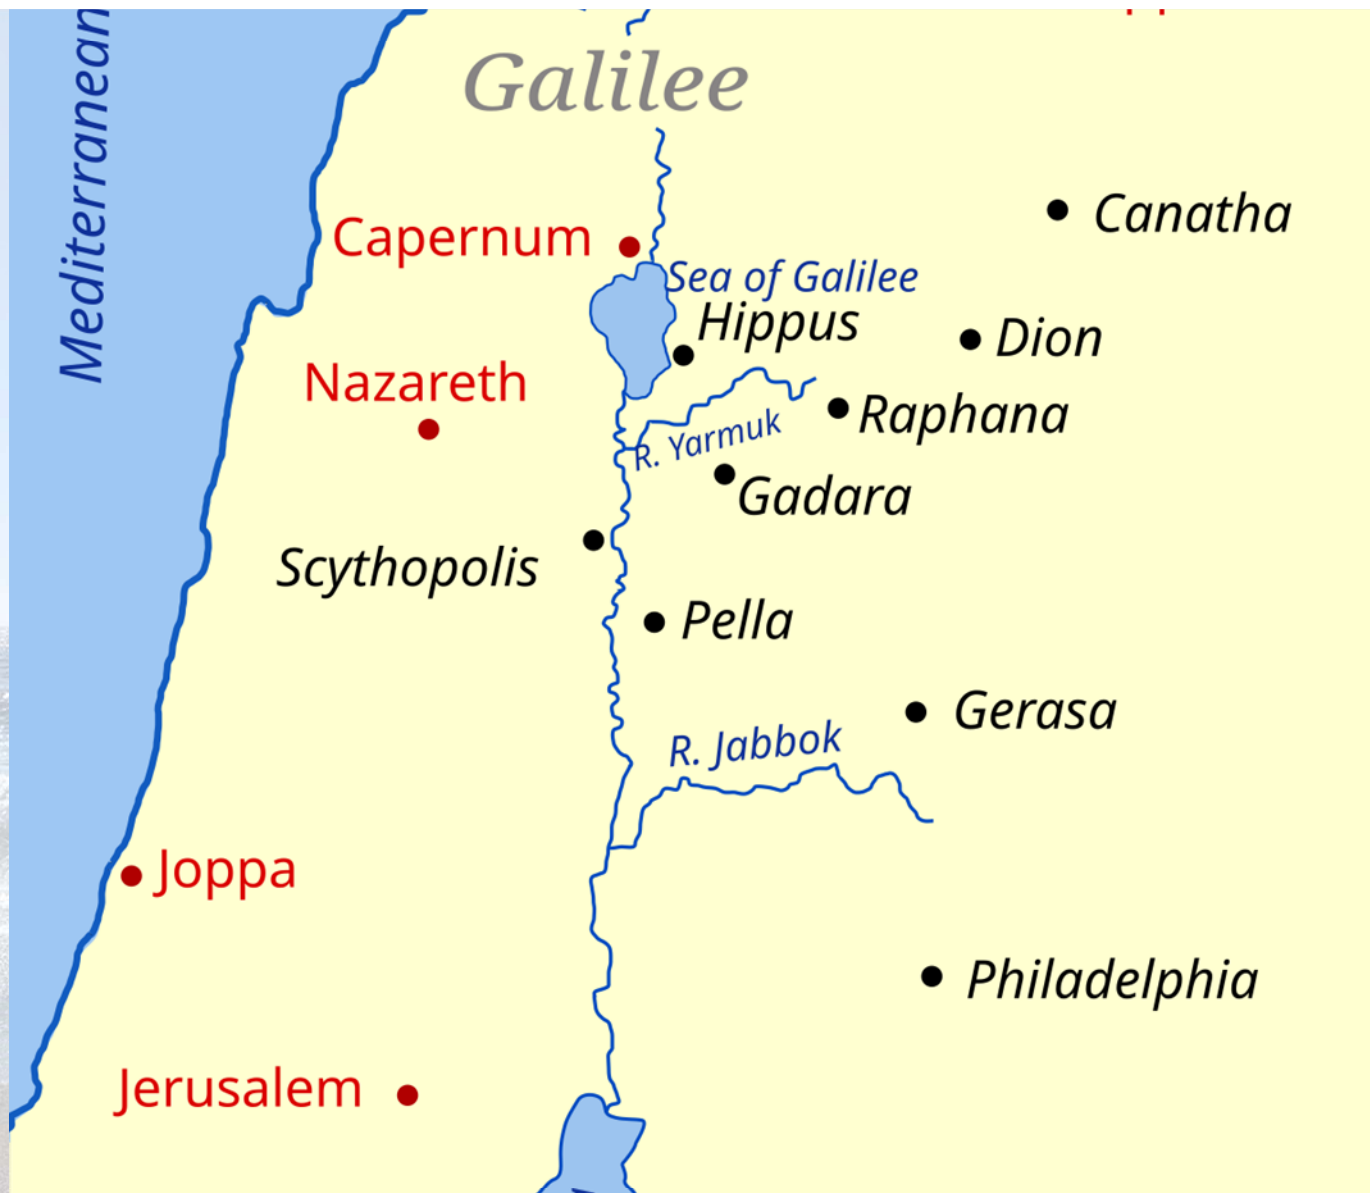 Mediterranean
Galilee
Canatha
Capernum
Sea of Galilee
Hippus
Dion
Nazareth
Raphana
R. Yarmuk
Gadara
Scythopolis
Pella
Gerasa
R. Jabbok
Joppa
Philadelphia
Jerusalem